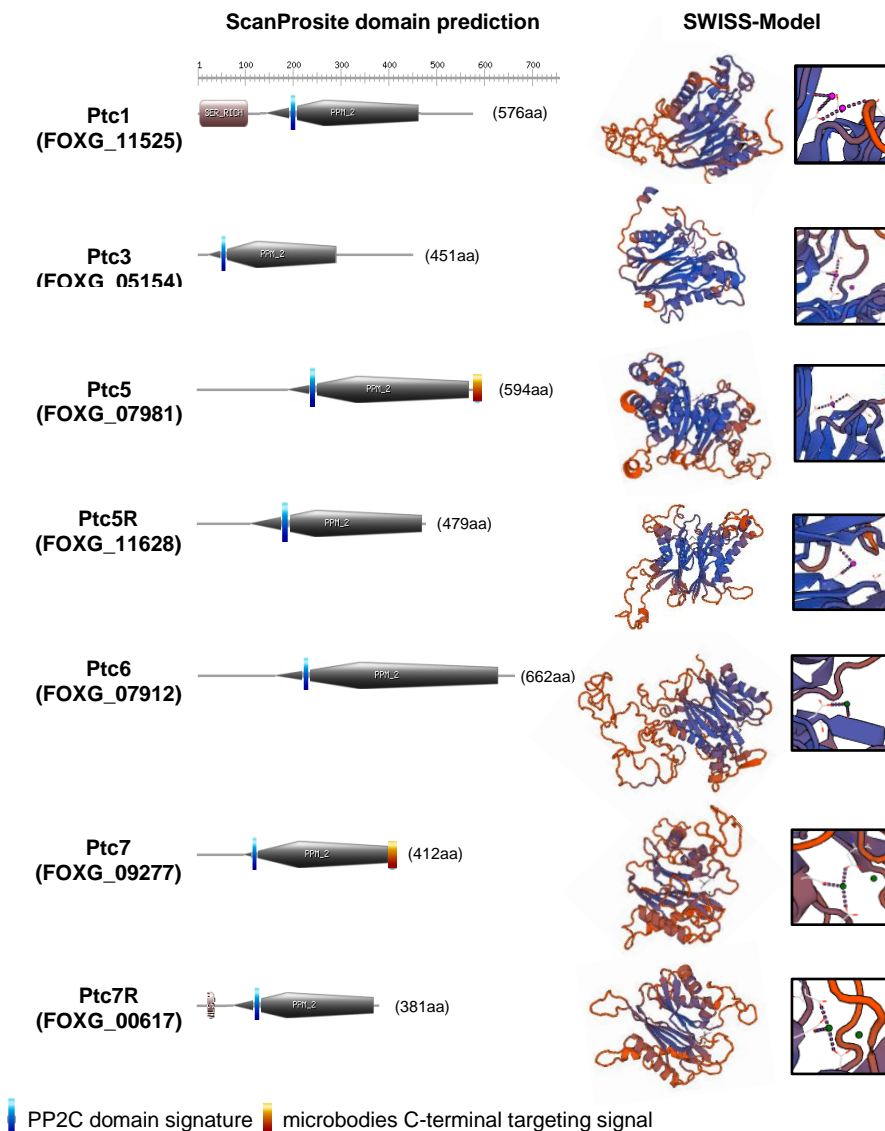 ScanProsite domain prediction
SWISS-Model
1 100 200 300 400 500 600 700
Ptc1
(FOXG_11525)
SER_RICH
PPM_2
(576aa)
Ptc3
(FOXG_05154)
PPM_2
(451aa)
Ptc5
(FOXG_07981)
PPM_2
(594aa)
Ptc5R
(FOXG_11628)
PPM_2
(479aa)
Ptc6
(FOXG_07912)
PPM_2
(662aa)
Ptc7
(FOXG_09277)
PPM_2
(412aa)
Ptc7R
(FOXG_00617)
PPM_2
(381aa)
PP2C domain signature
microbodies C-terminal targeting signal